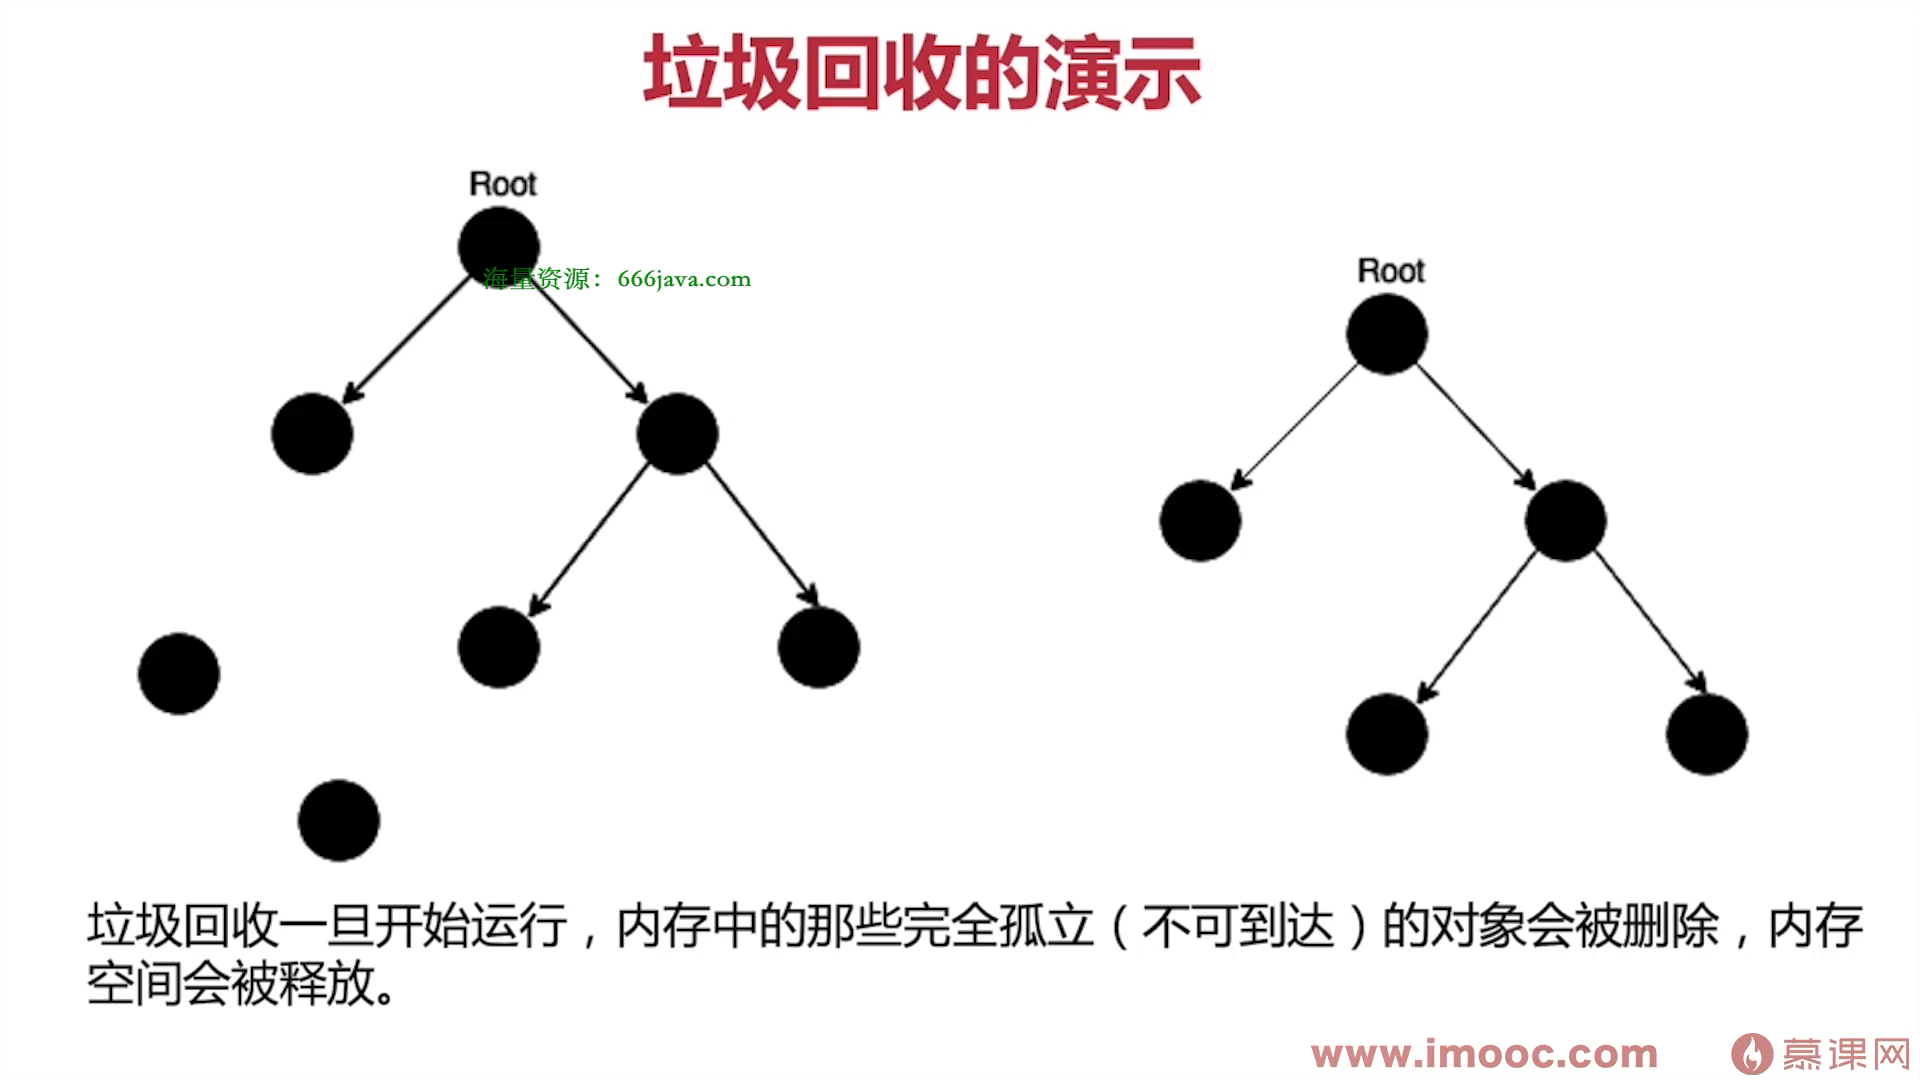 垃圾回收的演示
Root
海量资源：666java.com
Root
垃圾回收一旦开始运行，内存中的那些完全孤立（不可到达）的对象会被删除，内存
空间会被释放。
www.imooc.com 慕课网